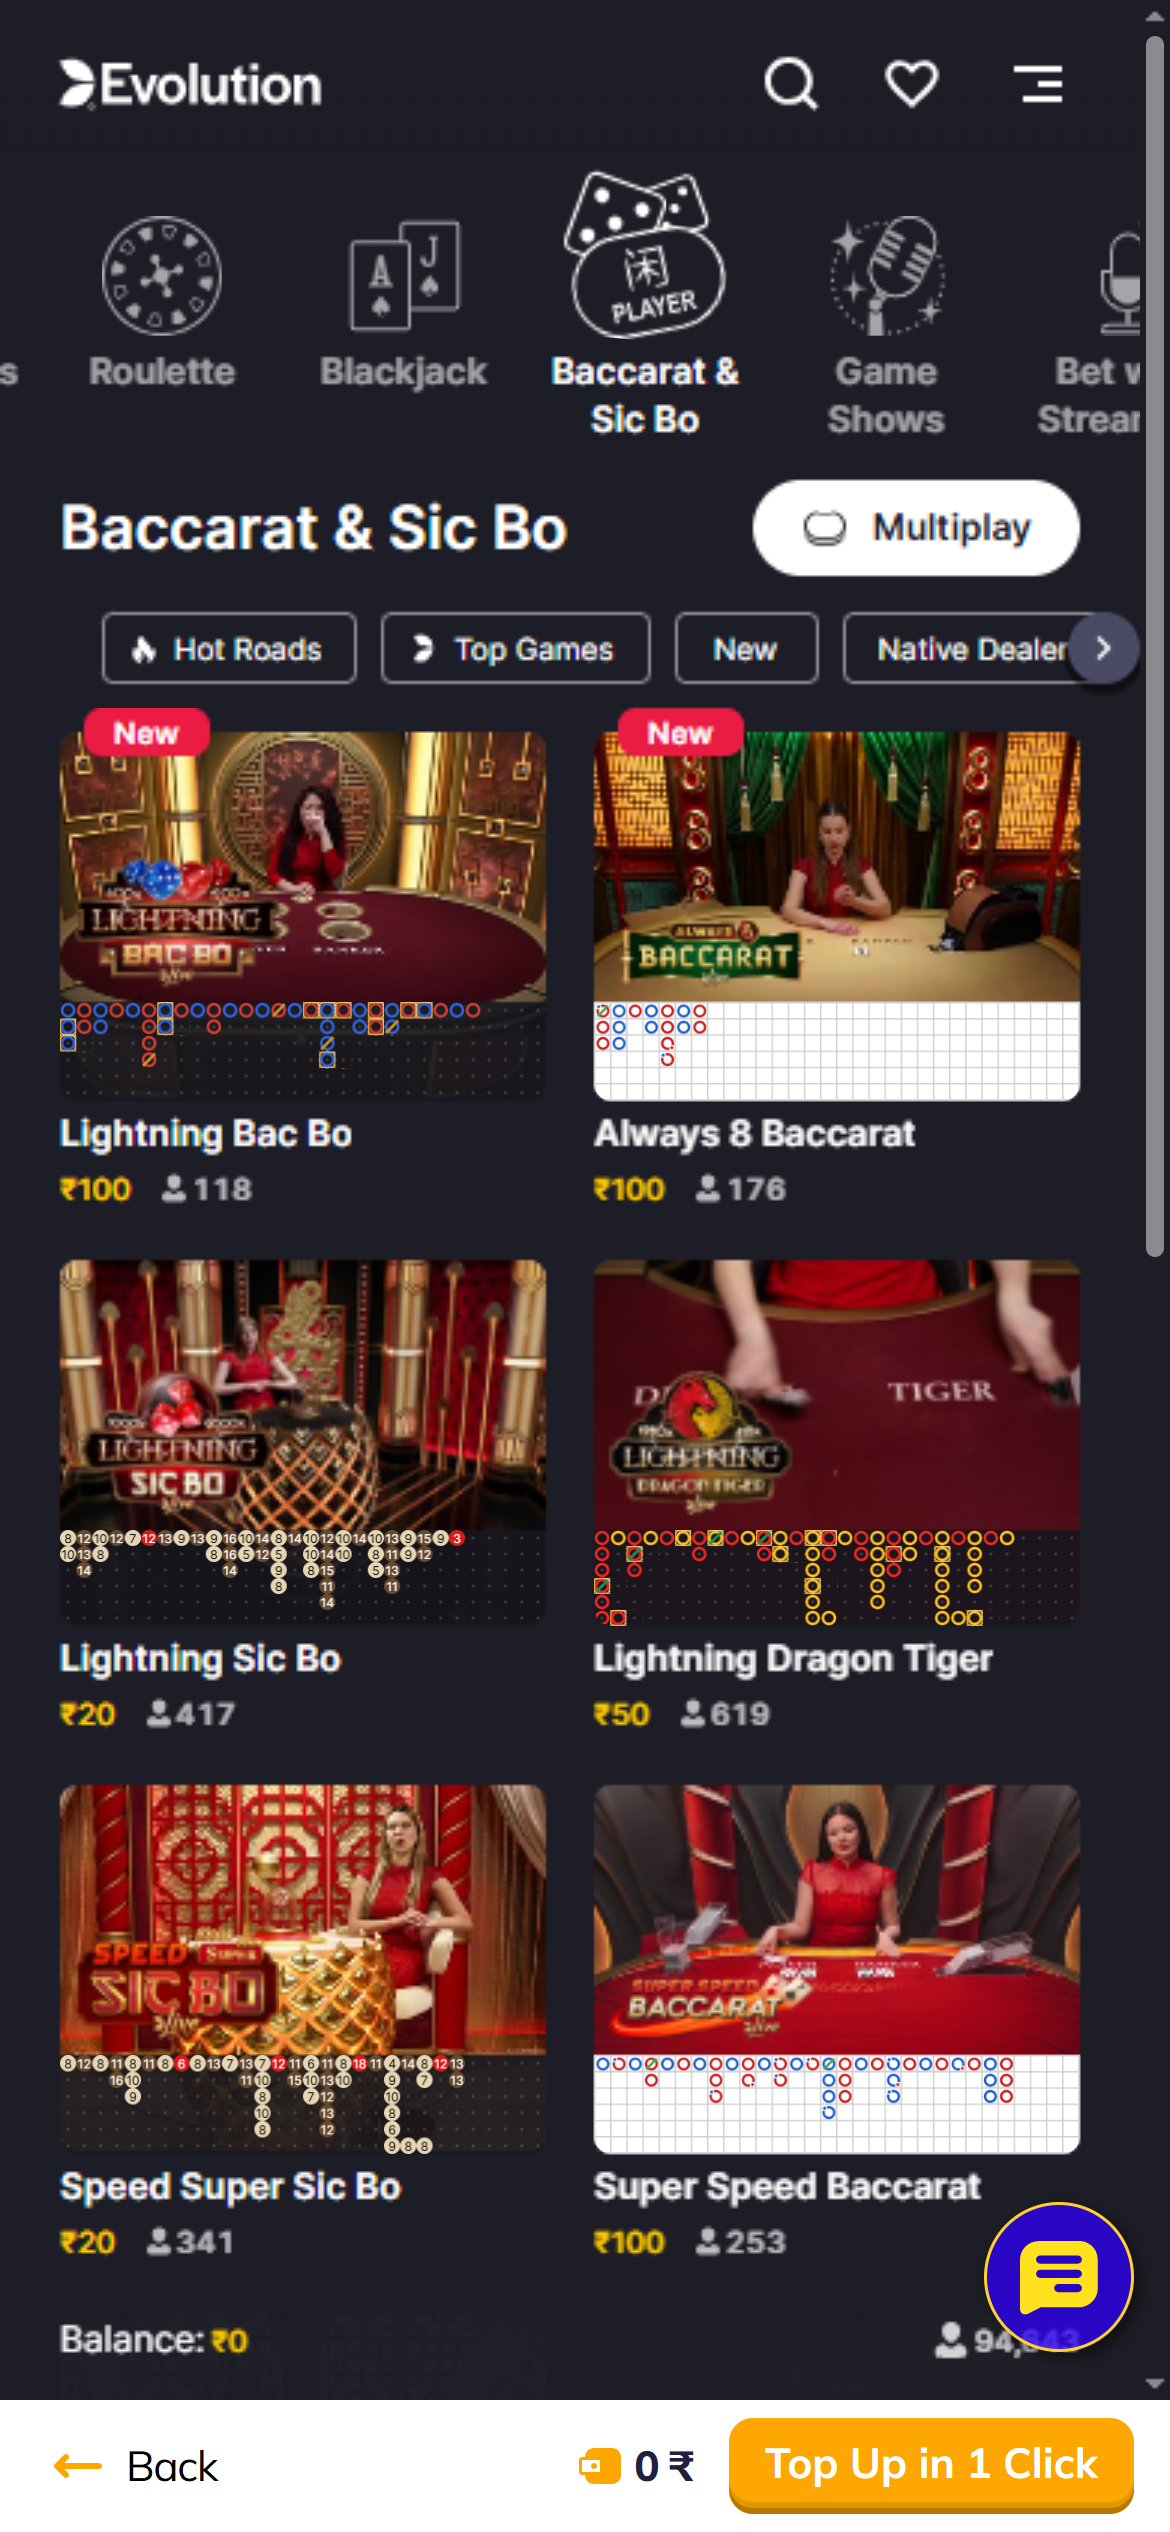 Evolution
s
Roulette
Blackjack
闲
PLAYER
Baccarat &
Sic Bo
Game
Shows
Bet w
Strear
A
J
Baccarat & Sic Bo
Multiplay
Hot Roads
Top Games
New
Native Dealer
New
New
LIGHTNING
BAC BO
ALWAYS 8
BACCARAT
Lightning Bac Bo
Always 8 Baccarat
₹100 118
₹100 176
LIGHTNING
SIC BO
TIGER
LIGHTNING
DRAGON TIGER
Lightning Sic Bo
Lightning Dragon Tiger
₹20 417
₹50 619
SPEED SUPER
SIC BO
SUPER SPEED
BACCARAT
Speed Super Sic Bo
Super Speed Baccarat
₹20 341
₹100 253
Balance: ₹0
94,643
Back
0 ₹
Top Up in 1 Click